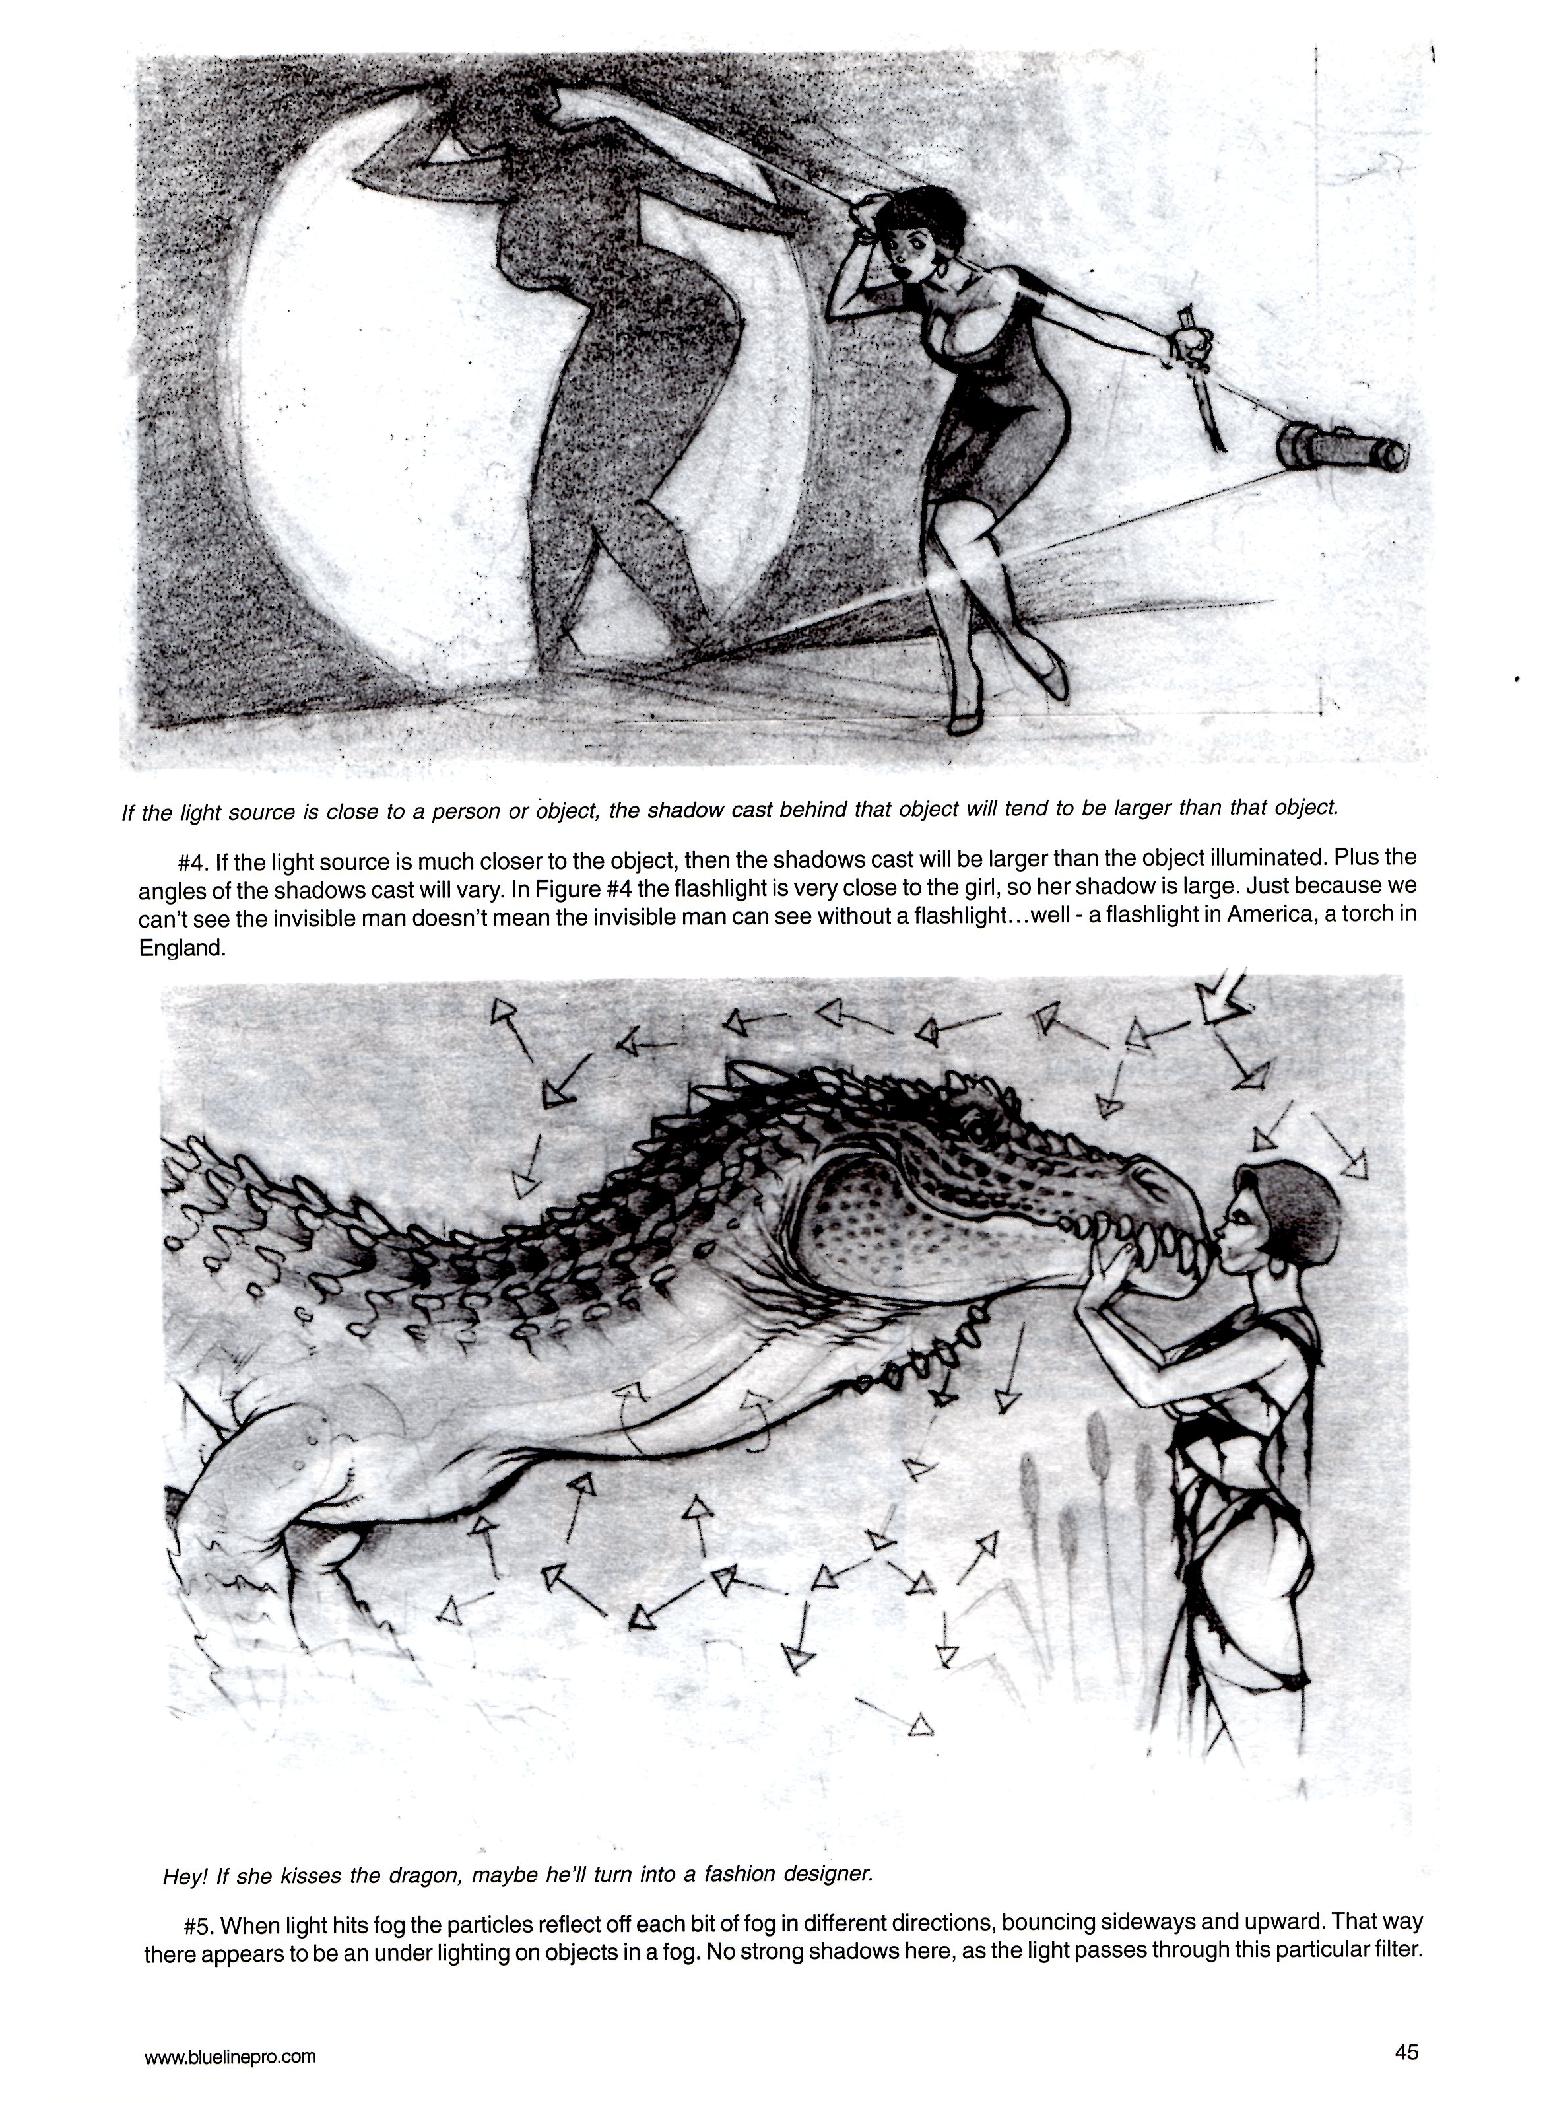 If the light source is close to a person or object, the shadow cast behind that object will tend to be larger than that object.
#4. If the light source is much closer to the object, then the shadows cast will be larger than the object illuminated. Plus the
angles of the shadows cast will vary. In Figure #4 the flashlight is very close to the girl, so her shadow is large. Just because we
can't see the invisible man doesn't mean the invisible man can see without a flashlight...well - a flashlight in America, a torch in
England.
Hey! If she kisses the dragon, maybe he'll turn into a fashion designer.
#5. When light hits fog the particles reflect off each bit of fog in different directions, bouncing sideways and upward. That way
there appears to be an under lighting on objects in a fog. No strong shadows here, as the light passes through this particular filter.
www.bluelinepro.com
45